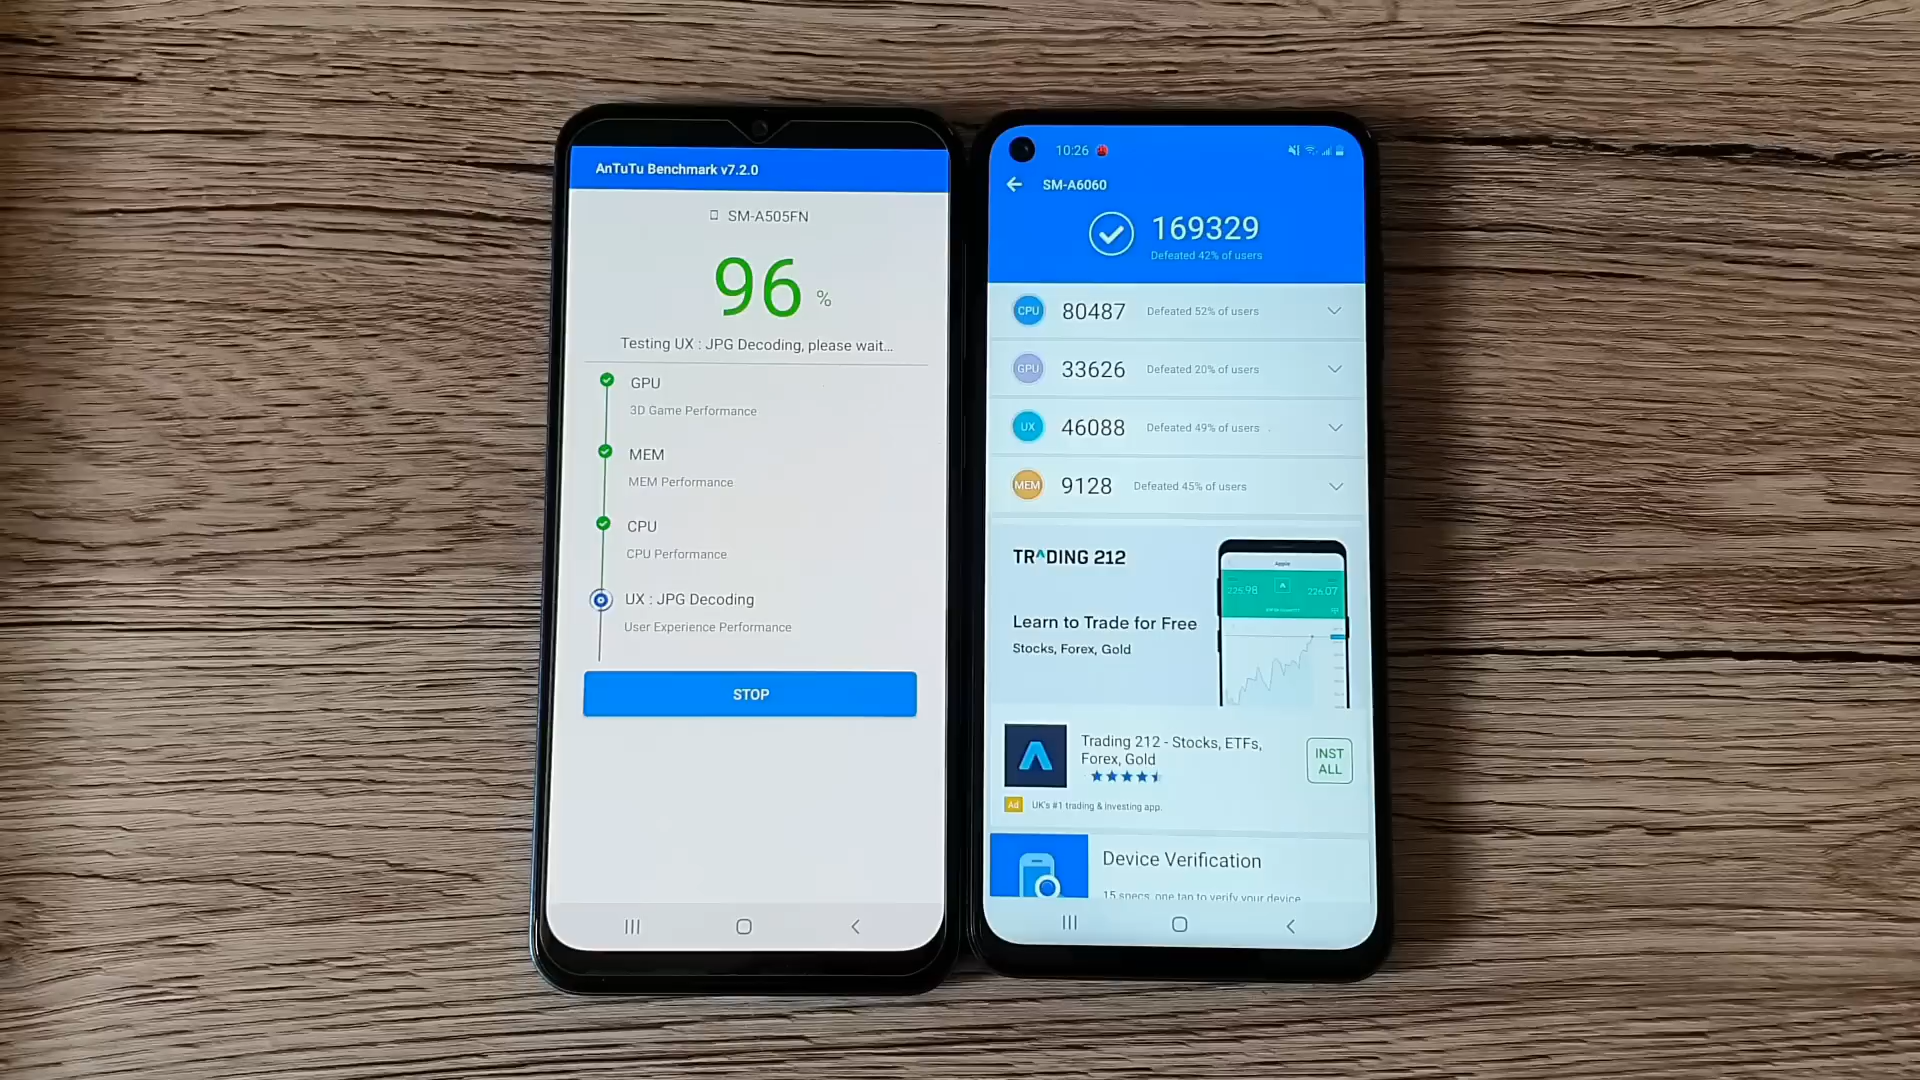 AnTuTu Benchmark v7.2.0
SM-A505FN
96 %
Testing UX : JPG Decoding, please wait...
GPU
3D Game Performance
MEM
MEM Performance
CPU
CPU Performance
UX : JPG Decoding
User Experience Performance
STOP
10:26
SM-A6060
169329
Defeated 42% of users
CPU 80487 Defeated 52% of users
GPU 33626 Defeated 20% of users
UX 46088 Defeated 49% of users
MEM 9128 Defeated 45% of users
TRADING 212
Learn to Trade for Free
Stocks, Forex, Gold
Apple
225.98 226.07
Trading 212 - Stocks, ETFs,
Forex, Gold
INST
ALL
Ad UK's #1 trading & investing app.
Device Verification
15 specs, one tap to verify your device